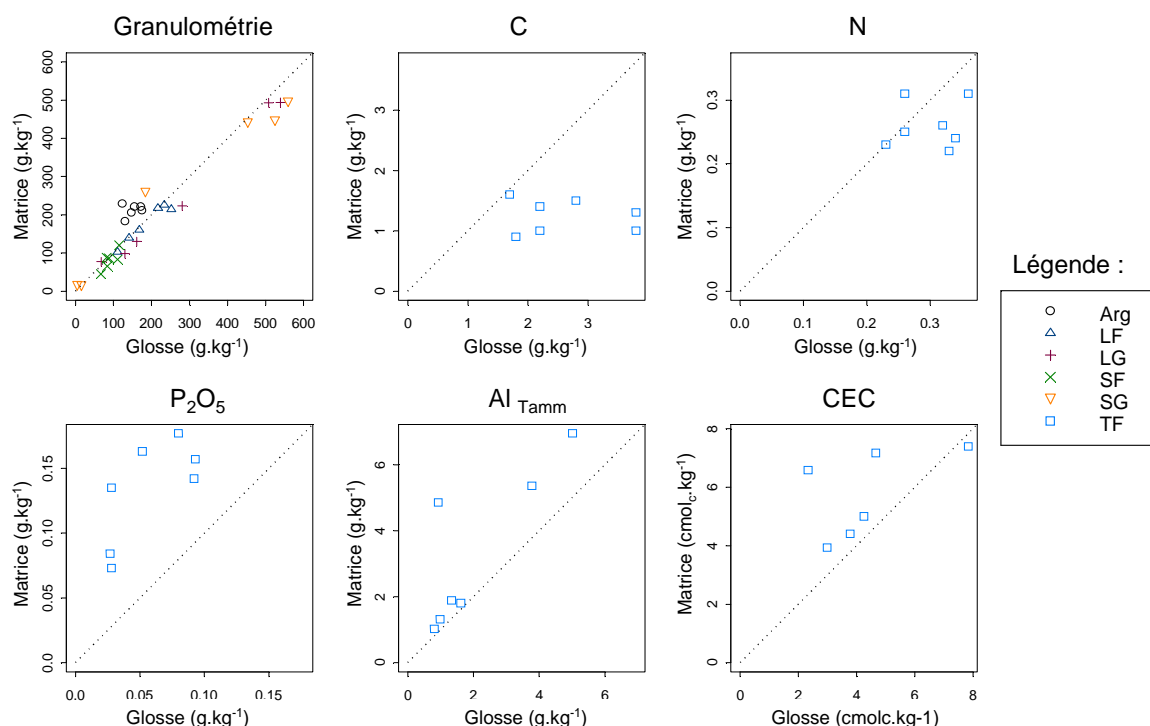 Granulométrie
C
N
600
500
400
300
200
100
0
Matrice (g.kg-1)
0 100 200 300 400 500 600
Glosse (g.kg-1)
3
2
1
0
Matrice (g.kg-1)
0 1 2 3
Glosse (g.kg-1)
0.3
0.2
0.1
0.0
Matrice (g.kg-1)
0.0 0.1 0.2 0.3
Glosse (g.kg-1)
Légende :
Arg
LF
LG
SF
SG
TF
P2O5
Al Tamm
CEC
0.15
0.10
0.05
0.0
Matrice (g.kg-1)
0.0 0.05 0.10 0.15
Glosse (g.kg-1)
6
4
2
0
Matrice (g.kg-1)
0 2 4 6
Glosse (g.kg-1)
8
6
4
2
0
Matrice (cmolc.kg-1)
0 2 4 6 8
Glosse (cmolc.kg-1)